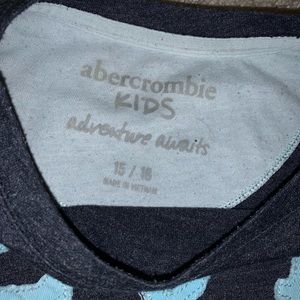 abercrombie
KIDS
adventure awaits
15 / 16
MADE IN VIETNAM